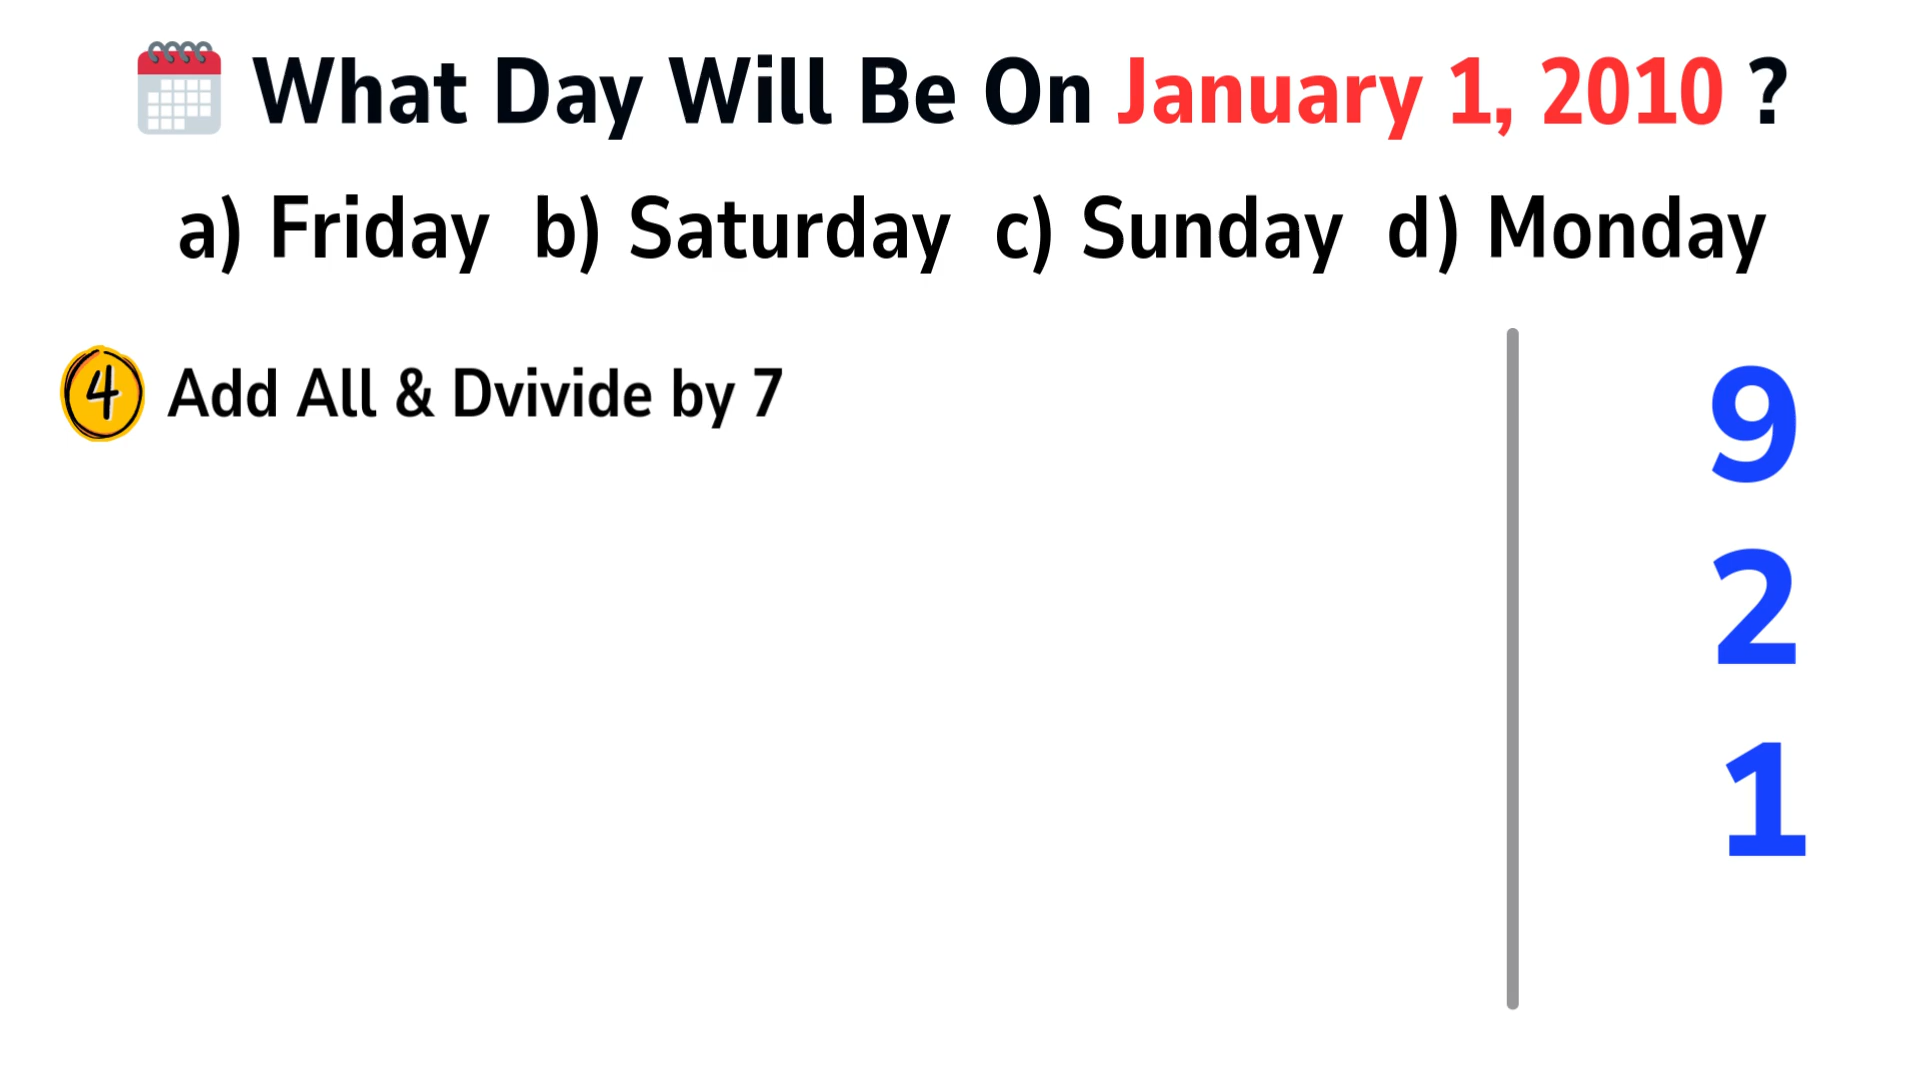 What Day Will Be On January 1, 2010 ?
a) Friday b) Saturday c) Sunday d) Monday
4 Add All & Dvivide by 7
9
2
1